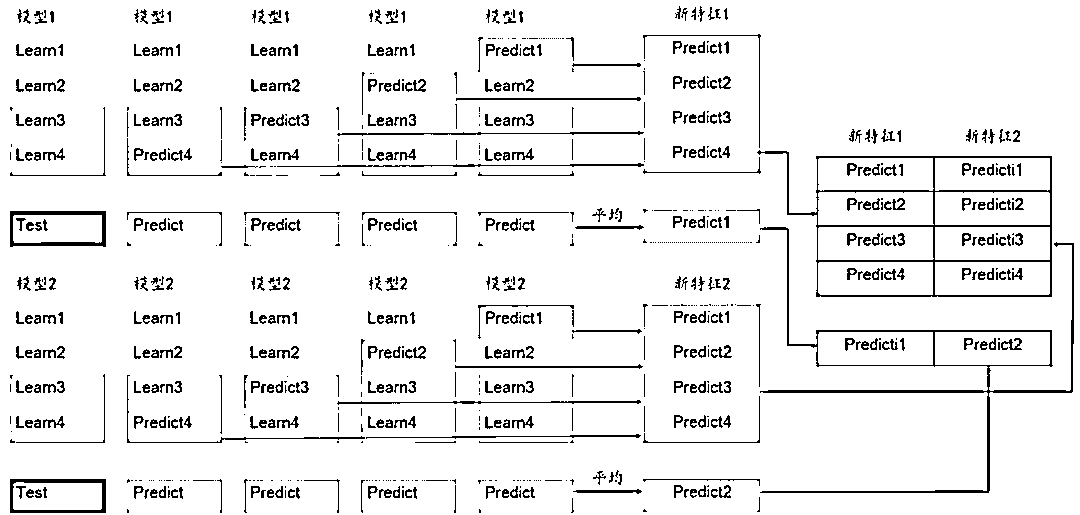 模型1 模型1 模型1 模型1 模型1 新特征1
Learn1 Learn1 Learn1 Learn1 Predict1 Predict1
Learn2 Learn2 Learn2 Predict2 Learn2 Predict2
Learn3 Learn3 Predict3 Learn3 Learn3 Predict3
Learn4 Predict4 Learn4 Learn4 Learn4 Predict4
Test Predict Predict Predict Predict 平均 Predict1
新特征1 新特征2
Predict1 Predicti1
Predict2 Predicti2
Predict3 Predicti3
Predict4 Predicti4
Predicti1 Predict2
模型2 模型2 模型2 模型2 模型2 新特征2
Learn1 Learn1 Learn1 Learn1 Predict1 Predict1
Learn2 Learn2 Learn2 Predict2 Learn2 Predict2
Learn3 Learn3 Predict3 Learn3 Learn3 Predict3
Learn4 Predict4 Learn4 Learn4 Learn4 Predict4
Test Predict Predict Predict Predict 平均 Predict2